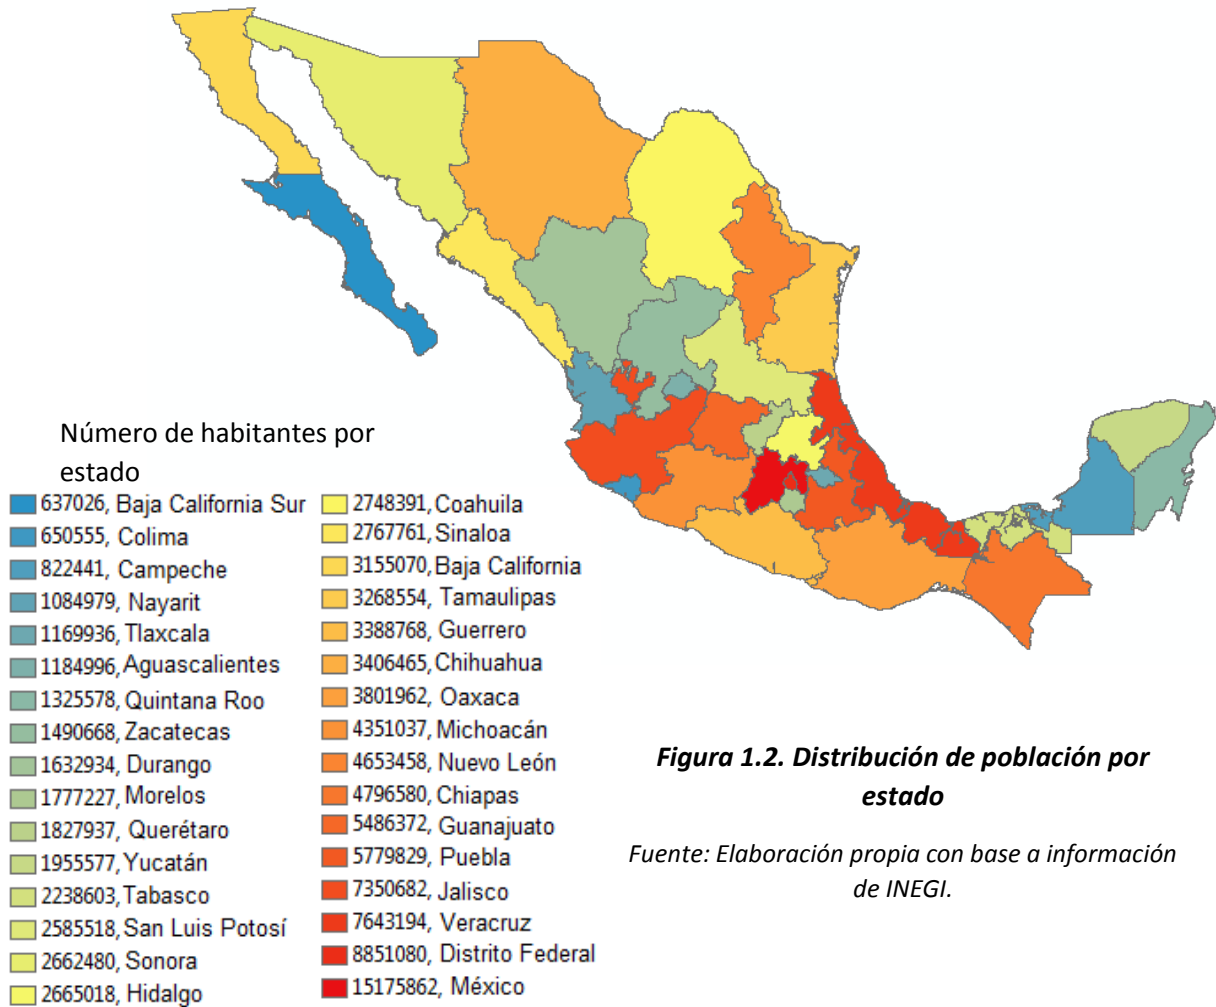 Número de habitantes por
estado
637026, Baja California Sur
650555, Colima
822441, Campeche
1084979, Nayarit
1169936, Tlaxcala
1184996, Aguascalientes
1325578, Quintana Roo
1490668, Zacatecas
1632934, Durango
1777227, Morelos
1827937, Querétaro
1955577, Yucatán
2238603, Tabasco
2585518, San Luis Potosí
2662480, Sonora
2665018, Hidalgo
2748391, Coahuila
2767761, Sinaloa
3155070, Baja California
3268554, Tamaulipas
3388768, Guerrero
3406465, Chihuahua
3801962, Oaxaca
4351037, Michoacán
4653458, Nuevo León
4796580, Chiapas
5486372, Guanajuato
5779829, Puebla
7350682, Jalisco
7643194, Veracruz
8851080, Distrito Federal
15175862, México
Figura 1.2. Distribución de población por
estado
Fuente: Elaboración propia con base a información
de INEGI.